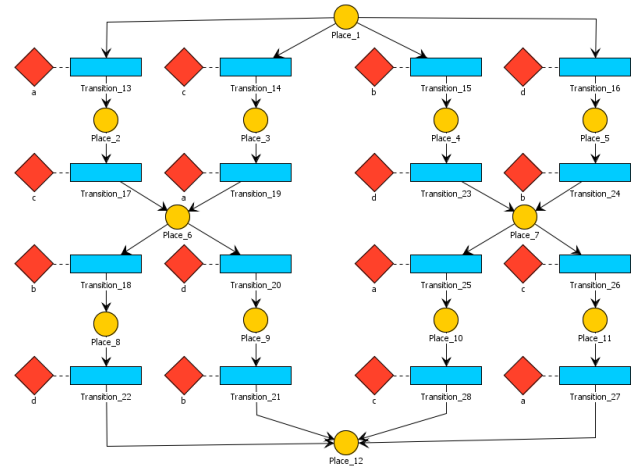 Place_1
a Transition_13 c Transition_14 b Transition_15 d Transition_16
Place_2 Place_3 Place_4 Place_5
c Transition_17 a Transition_19 d Transition_23 b Transition_24
Place_6 Place_7
b Transition_18 d Transition_20 a Transition_25 c Transition_26
Place_8 Place_9 Place_10 Place_11
d Transition_22 b Transition_21 c Transition_28 a Transition_27
Place_12